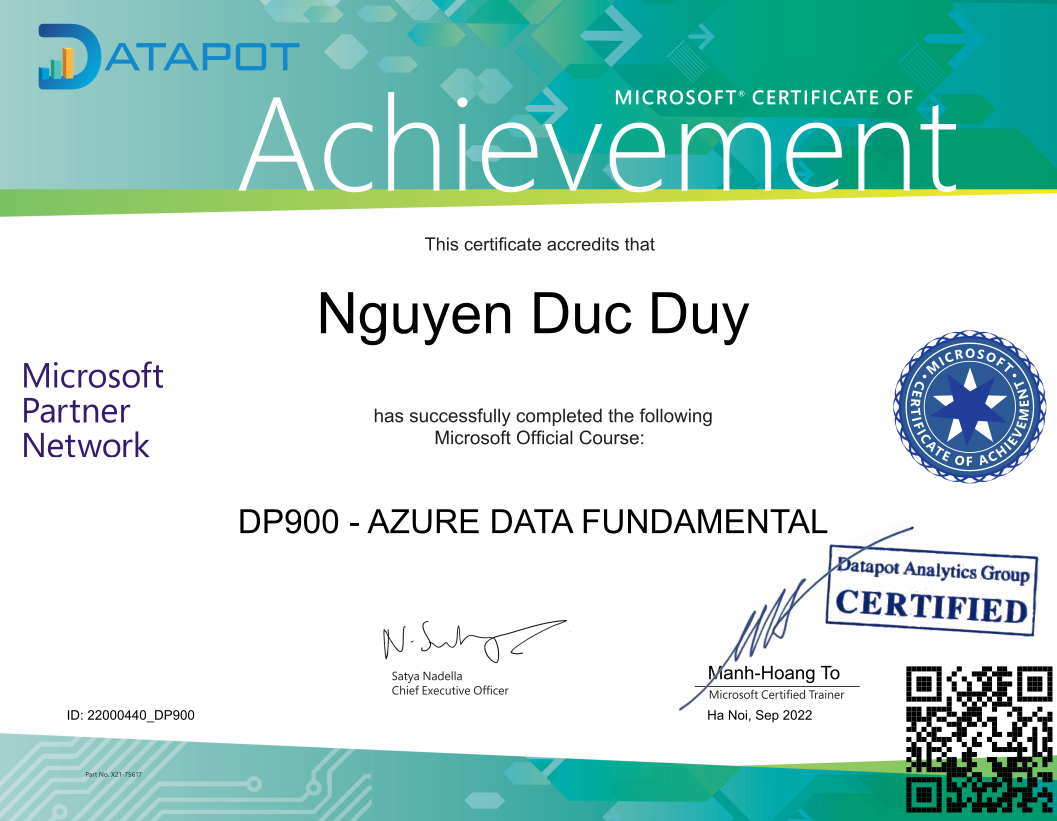 DATAPOT
MICROSOFT® CERTIFICATE OF
Achievement
This certificate accredits that
Nguyen Duc Duy
Microsoft
Partner
Network
MICROSOFT • CERTIFICATE OF ACHIEVEMENT •
has successfully completed the following
Microsoft Official Course:
DP900 - AZURE DATA FUNDAMENTAL
Datapot Analytics Group
CERTIFIED
Satya Nadella
Chief Executive Officer
Manh-Hoang To
Microsoft Certified Trainer
ID: 22000440_DP900
Ha Noi, Sep 2022
Part No. X21-75617